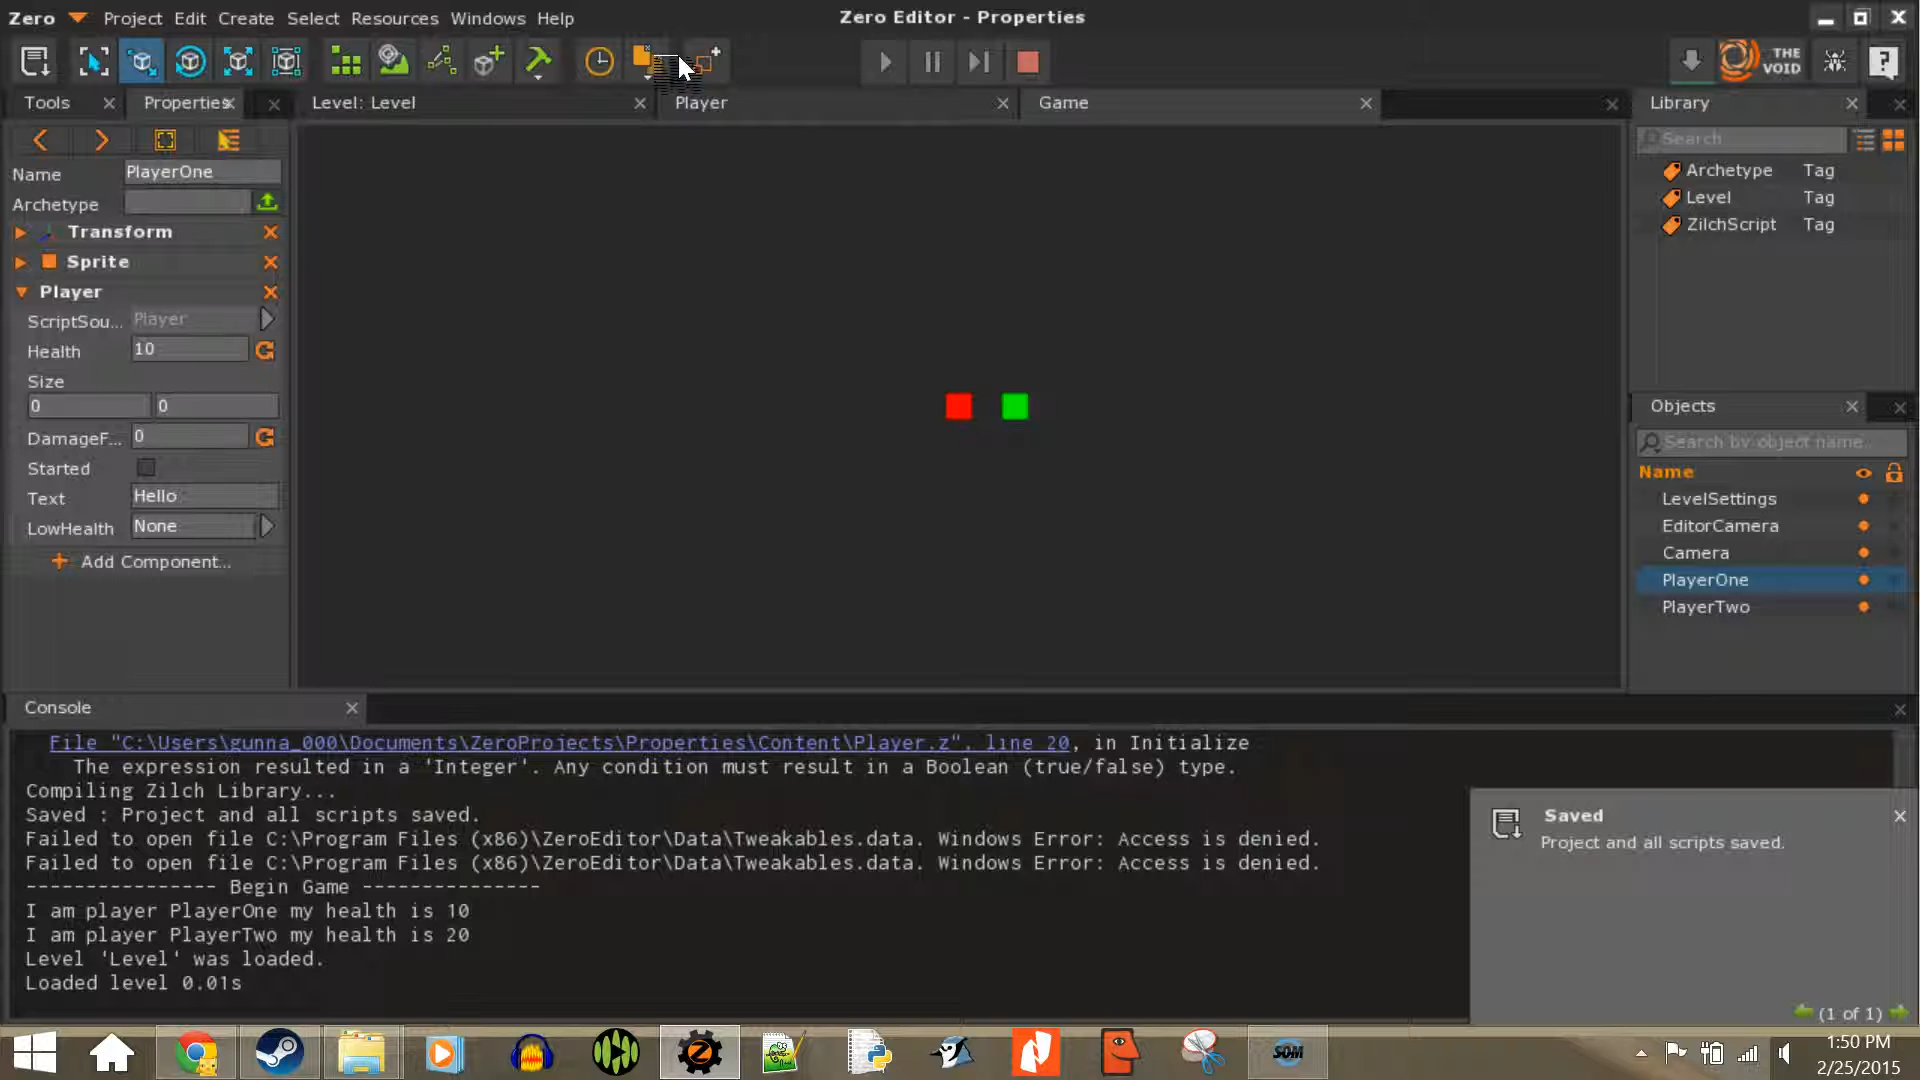 Zero Project Edit Create Select Resources Windows Help
Zero Editor - Properties
THE VOID
Tools Properties
Level: Level
Player
Game
Library
Name PlayerOne
Archetype
Transform
Sprite
Player
ScriptSou... Player
Health 10
Size
0 0
DamageF... 0
Started
Text Hello
LowHealth None
Add Component...
Search
Archetype Tag
Level Tag
ZilchScript Tag
Objects
Search by object name...
Name
LevelSettings
EditorCamera
Camera
PlayerOne
PlayerTwo
Console
File "C:\Users\gunna_000\Documents\ZeroProjects\Properties\Content\Player.z", line 20, in Initialize
The expression resulted in a 'Integer'. Any condition must result in a Boolean (true/false) type.
Compiling Zilch Library...
Saved : Project and all scripts saved.
Failed to open file C:\Program Files (x86)\ZeroEditor\Data\Tweakables.data. Windows Error: Access is denied.
Failed to open file C:\Program Files (x86)\ZeroEditor\Data\Tweakables.data. Windows Error: Access is denied.
---------------- Begin Game ---------------
I am player PlayerOne my health is 10
I am player PlayerTwo my health is 20
Level 'Level' was loaded.
Loaded level 0.01s
Saved
Project and all scripts saved.
(1 of 1)
SOM
1:50 PM
2/25/2015